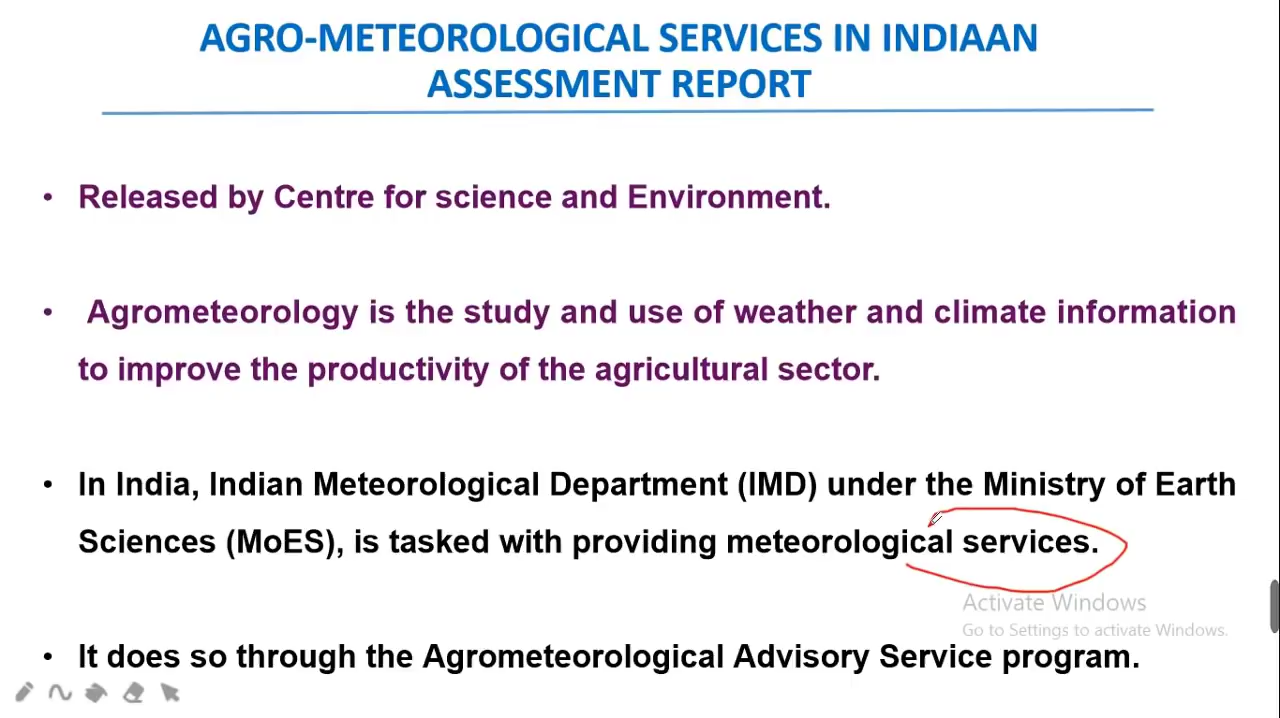 AGRO-METEOROLOGICAL SERVICES IN INDIAAN
ASSESSMENT REPORT
• Released by Centre for science and Environment.
• Agrometeorology is the study and use of weather and climate information
to improve the productivity of the agricultural sector.
• In India, Indian Meteorological Department (IMD) under the Ministry of Earth
Sciences (MoES), is tasked with providing meteorological services.
Activate Windows
Go to Settings to activate Windows.
• It does so through the Agrometeorological Advisory Service program.